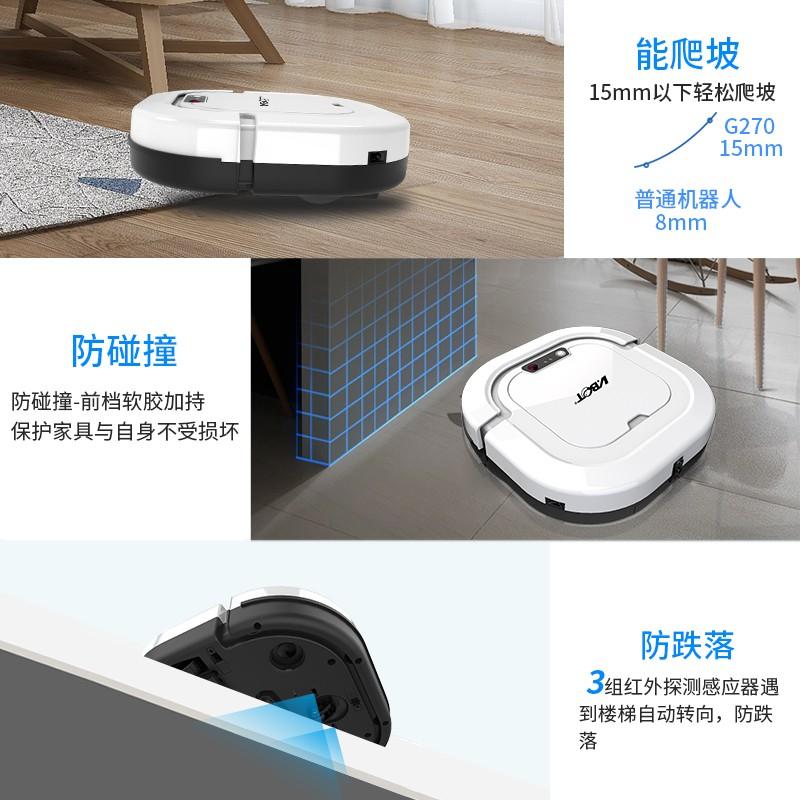 能爬坡
15mm以下轻松爬坡
G270
15mm
普通机器人
8mm
防碰撞
防碰撞-前档软胶加持
保护家具与自身不受损坏
VBOT
防跌落
3组红外探测感应器遇
到楼梯自动转向，防跌
落